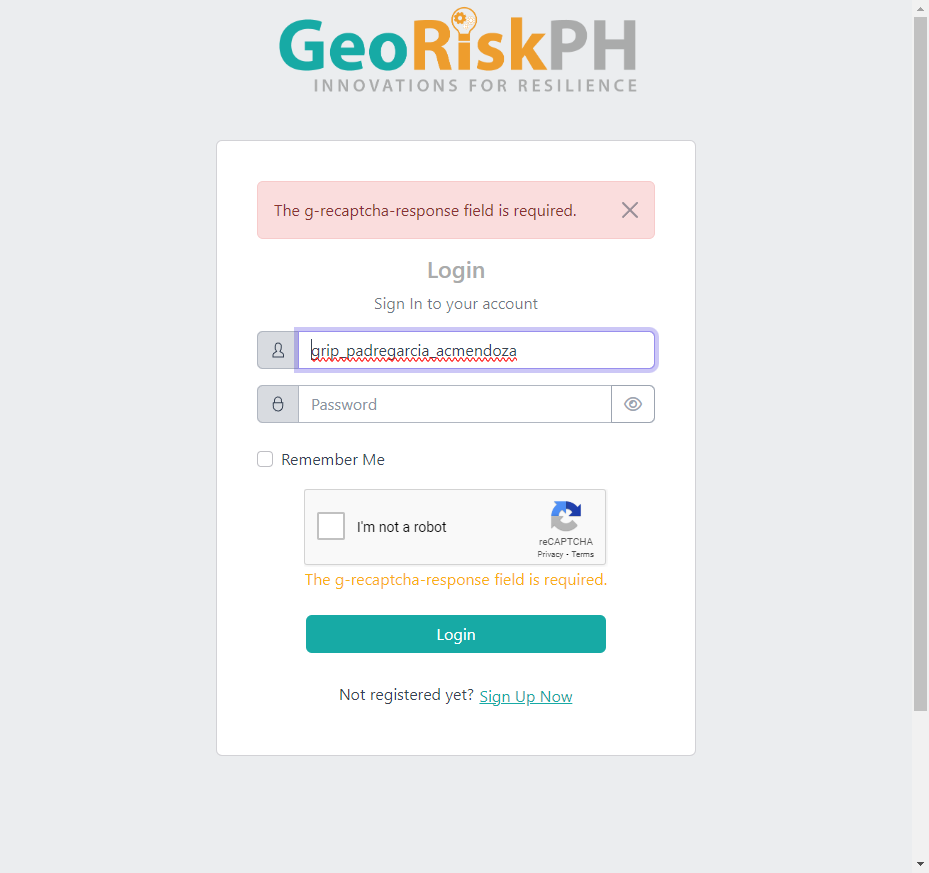 GeoRiskPH
INNOVATIONS FOR RESILIENCE
The g-recaptcha-response field is required.
Login
Sign In to your account
grip_padregarcia_acmendoza
Password
Remember Me
I'm not a robot
reCAPTCHA
Privacy - Terms
The g-recaptcha-response field is required.
Login
Not registered yet? Sign Up Now